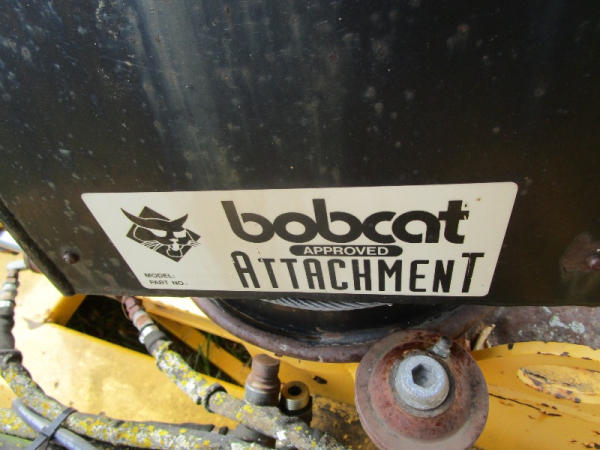 bobcat
APPROVED
ATTACHMENT
MODEL:
PART NO.: